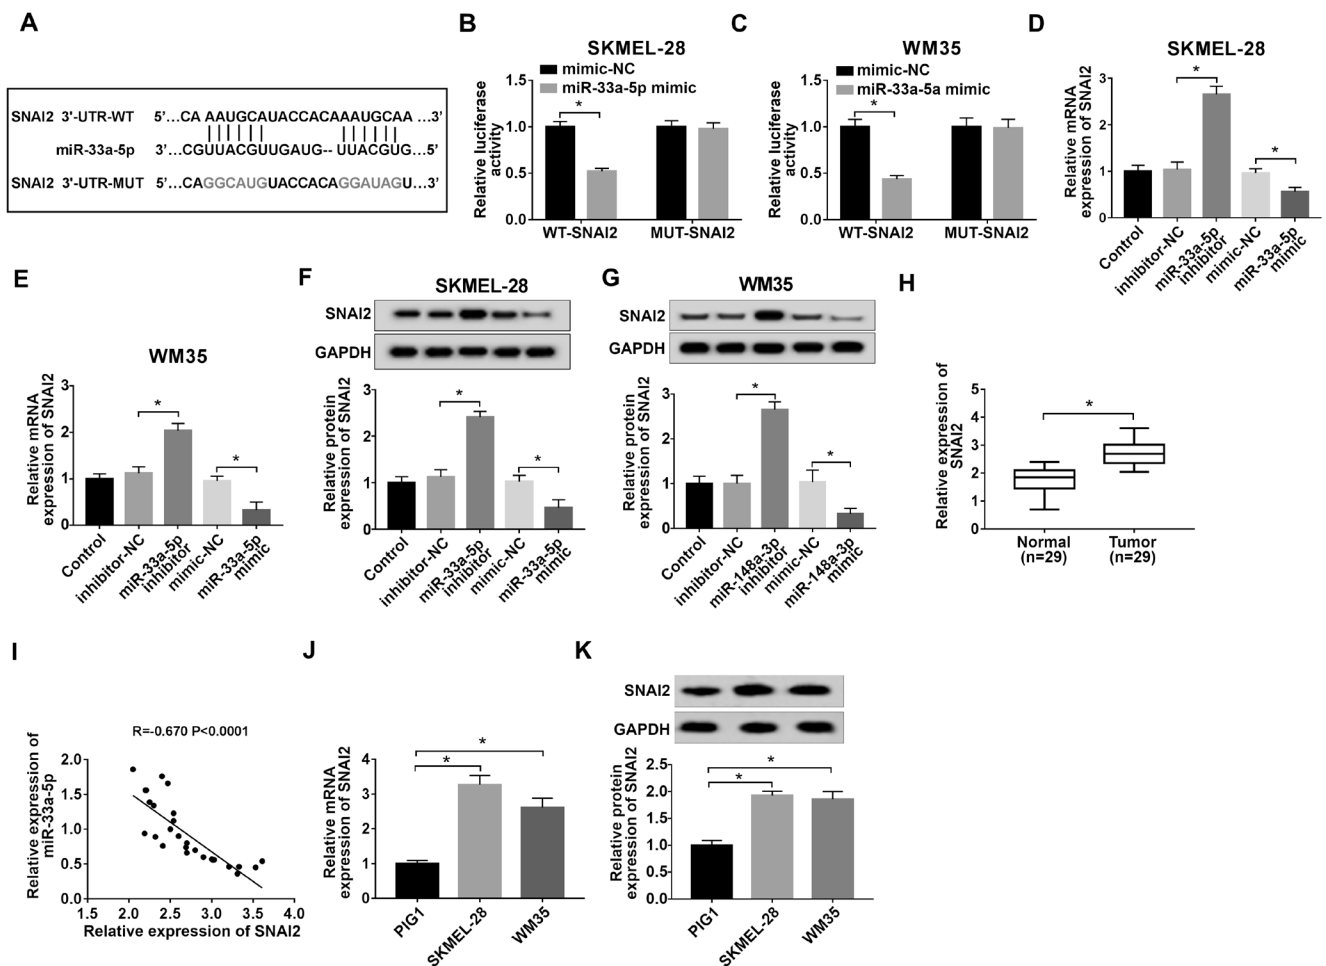 A
SNAI2 3'-UTR-WT 5'...CA AAUGCAUACCACAAAUGCAA ...3'
miR-33a-5p 3'...CGUUACGUUGAUG-- UUACGUG...5'
SNAI2 3'-UTR-MUT 5'...CAGGCAUGUACCACAGGAUAGU...3'
B
SKMEL-28
mimic-NC
miR-33a-5p mimic
Relative luciferase
activity
1.5
1.0
0.5
0.0
*
WT-SNAI2 MUT-SNAI2
C
WM35
mimic-NC
miR-33a-5a mimic
Relative luciferase
activity
1.5
1.0
0.5
0.0
*
WT-SNAI2 MUT-SNAI2
D
SKMEL-28
Relative mRNA
expression of SNAI2
3
2
1
0
*
*
Control
inhibitor-NC
miR-33a-5p
inhibitor
mimic-NC
miR-33a-5p
mimic
E
WM35
Relative mRNA
expression of SNAI2
3
2
1
0
*
*
Control
inhibitor-NC
miR-33a-5p
inhibitor
mimic-NC
miR-33a-5p
mimic
F
SKMEL-28
SNAI2
GAPDH
Relative protein
expression of SNAI2
3
2
1
0
*
*
Control
inhibitor-NC
miR-33a-5p
inhibitor
mimic-NC
miR-33a-5p
mimic
G
WM35
SNAI2
GAPDH
Relative protein
expression of SNAI2
3
2
1
0
*
*
Control
inhibitor-NC
miR-148a-3p
inhibitor
mimic-NC
miR-148a-3p
mimic
H
Relative expression of
SNAI2
5
4
3
2
1
0
*
Normal
(n=29)
Tumor
(n=29)
I
R=-0.670 P<0.0001
Relative expression of
miR-33a-5p
2.0
1.5
1.0
0.5
0.0
1.5 2.0 2.5 3.0 3.5 4.0
Relative expression of SNAI2
J
Relative mRNA
expression of SNAI2
4
3
2
1
0
*
*
PIG1
SKMEL-28
WM35
K
SNAI2
GAPDH
Relative protein
expression of SNAI2
2.5
2.0
1.5
1.0
0.5
0.0
*
*
PIG1
SKMEL-28
WM35